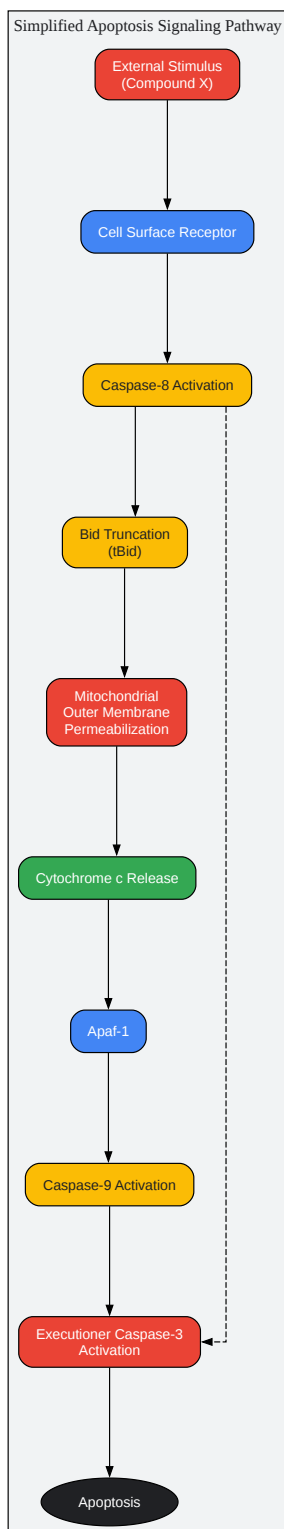 Simplified Apoptosis Signaling Pathway
External Stimulus
(Compound X)
Cell Surface Receptor
Caspase-8 Activation
Bid Truncation
(tBid)
Mitochondrial
Outer Membrane
Permeabilization
Cytochrome c Release
Apaf-1
Caspase-9 Activation
Executioner Caspase-3
Activation
Apoptosis